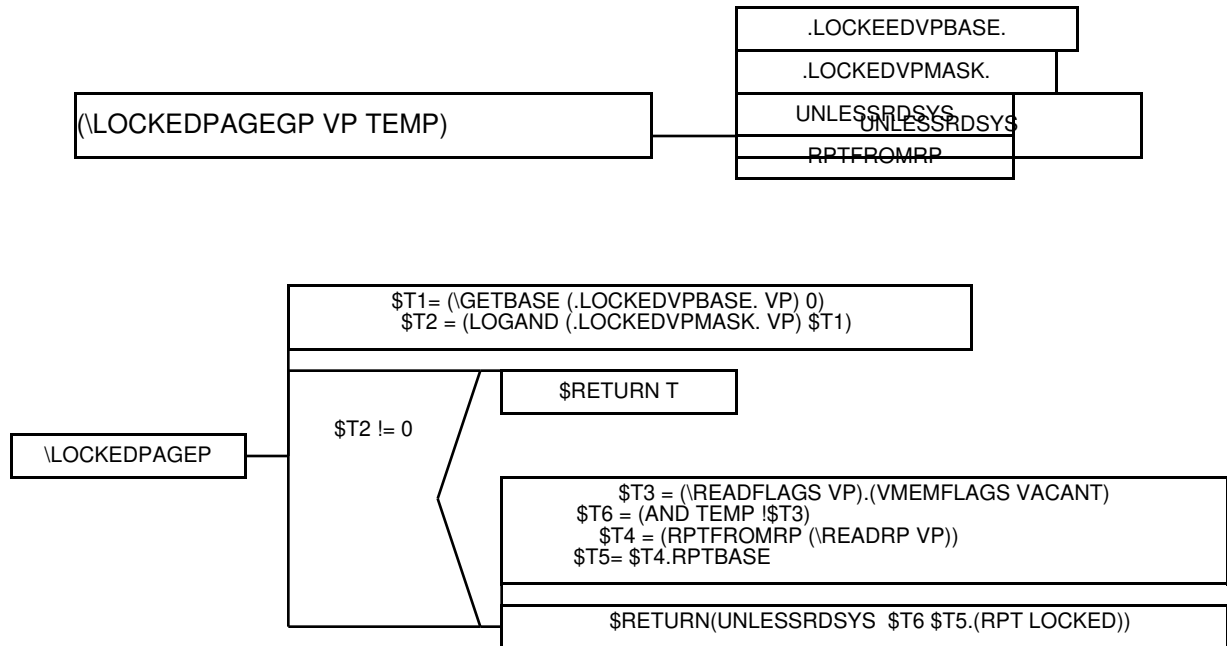 .LOCKEEDVPBASE.
.LOCKEDVPMASK.
(\LOCKEDPAGEGP VP TEMP)
UNLESSRDSYS
UNLESSRDSYS
RPTFROMRP
$T1= (\GETBASE (.LOCKEDVPBASE. VP) 0)
$T2 = (LOGAND (.LOCKEDVPMASK. VP) $T1)
$RETURN T
$T2 != 0
\LOCKEDPAGEP
$T3 = (\READFLAGS VP).(VMEMFLAGS VACANT)
$T6 = (AND TEMP !$T3)
$T4 = (RPTFROMRP (\READRP VP))
$T5= $T4.RPTBASE
$RETURN(UNLESSRDSYS $T6 $T5.(RPT LOCKED))